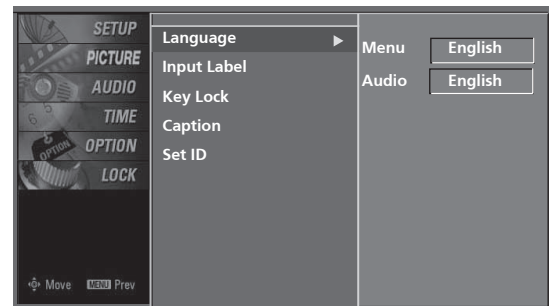 SETUP
PICTURE
AUDIO
TIME
OPTION
LOCK
Move MENU Prev
Language ▶
Input Label
Key Lock
Caption
Set ID
Menu English
Audio English